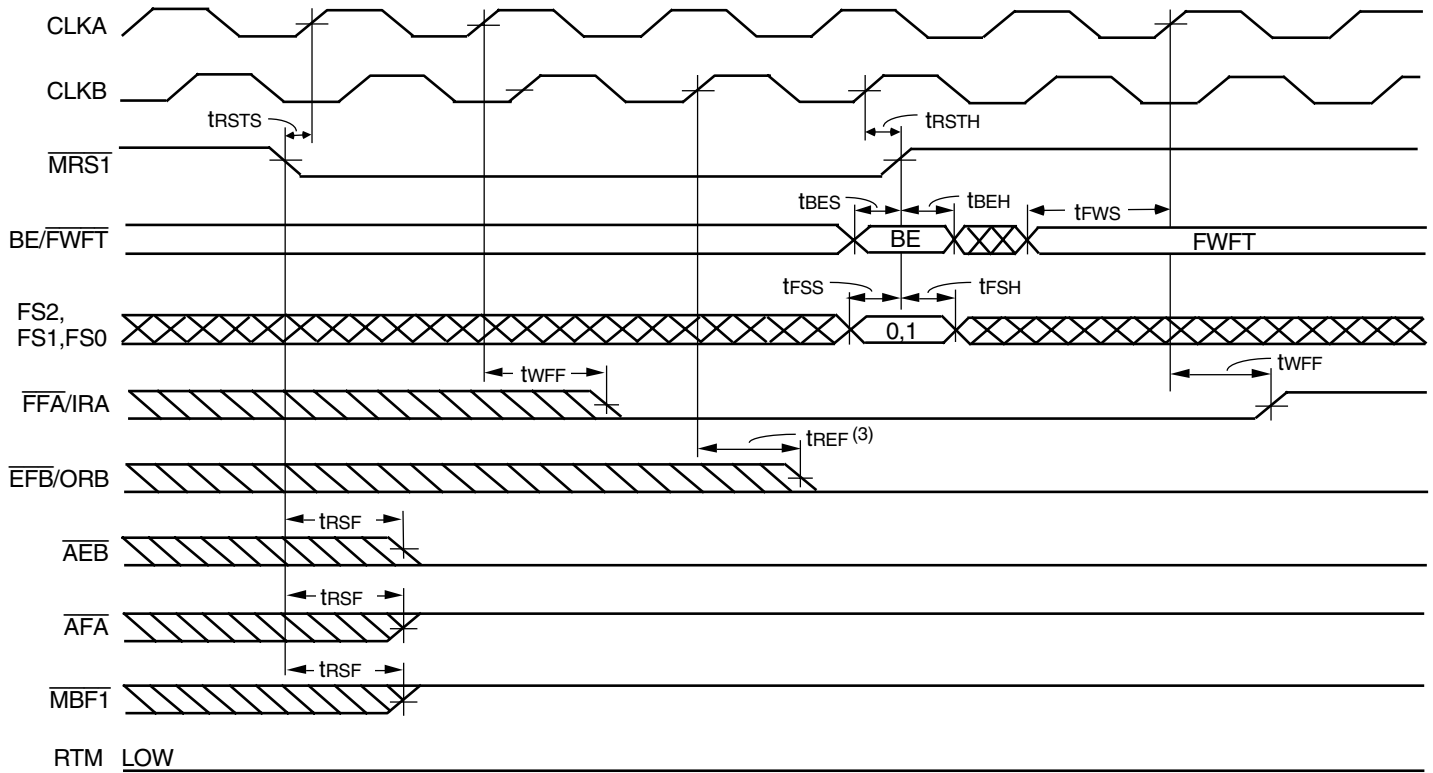 CLKA
CLKB
tRSTS
tRSTH
MRS1
tBES
tBEH
tFWS
BE/FWFT
BE
FWFT
tFSS
tFSH
FS2,
FS1,FS0
0,1
tWFF
tWFF
FFA/IRA
tREF (3)
EFB/ORB
tRSF
AEB
tRSF
AFA
tRSF
MBF1
RTM LOW